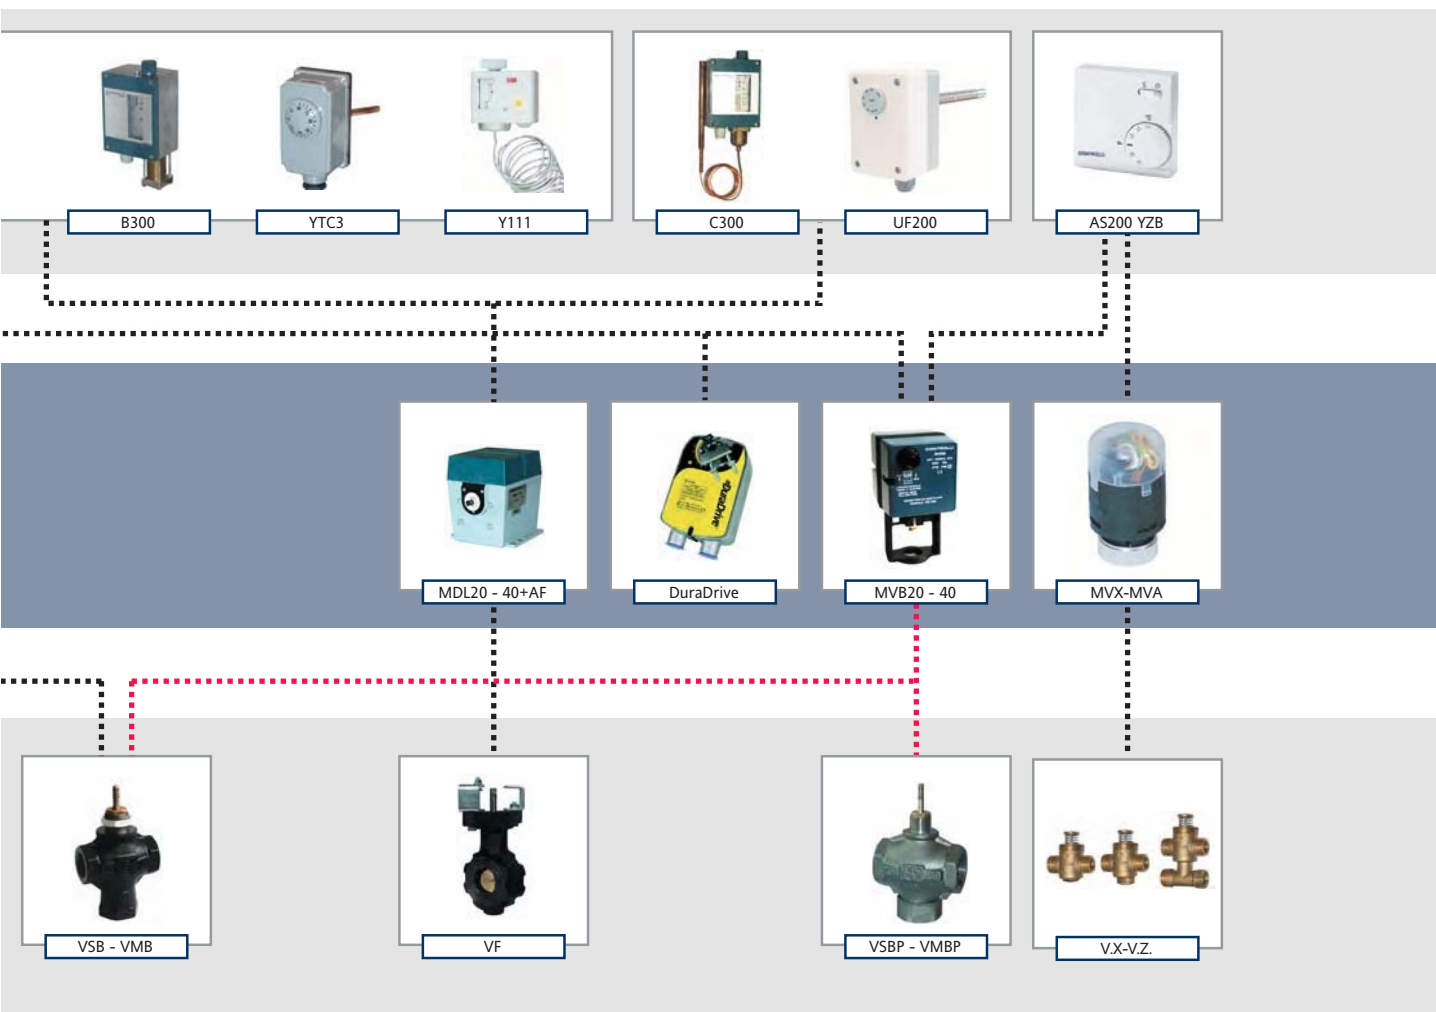 B300
YTC3
Y111
C300
UF200
AS200 YZB
DuraDrive
MDL20 - 40+AF
DuraDrive
MVB20 - 40
MVX-MVA
VSB - VMB
VF
VSBP - VMBP
V.X-V.Z.